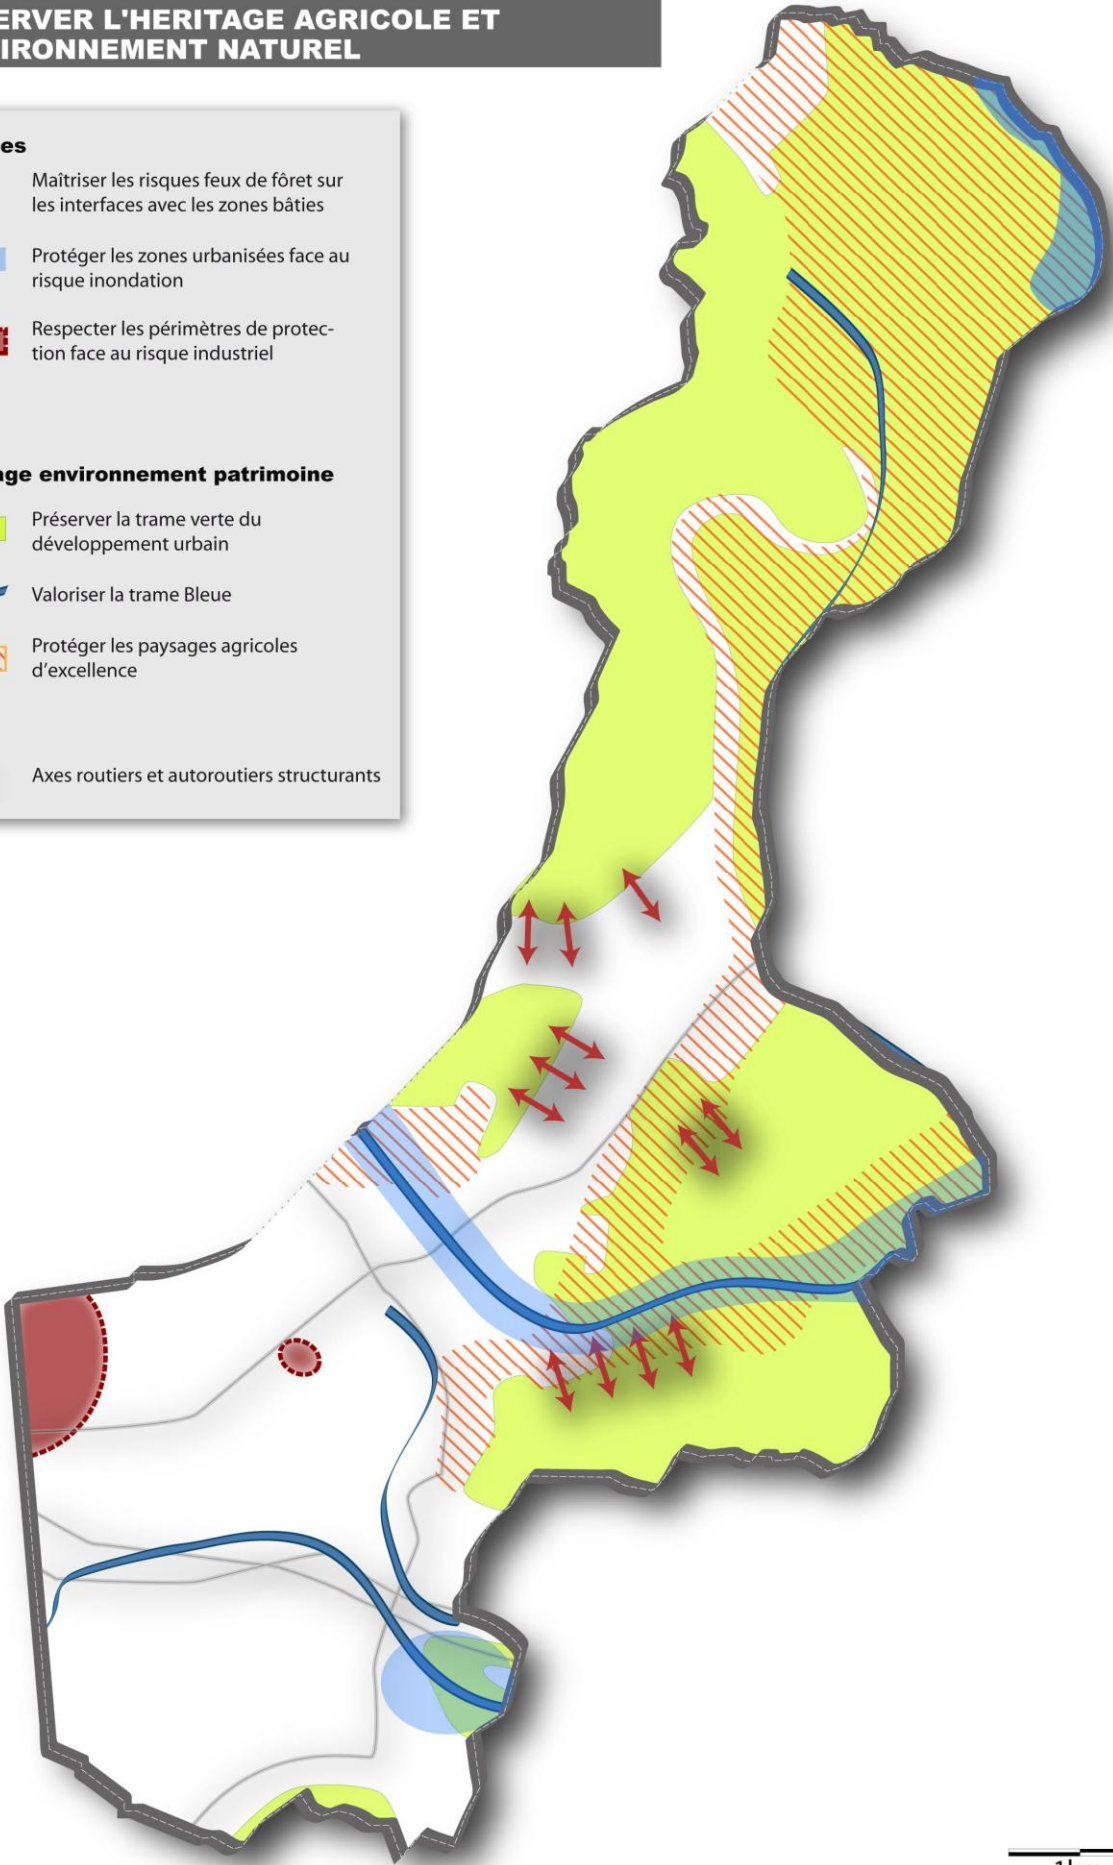 ERVER L'HERITAGE AGRICOLE ET
IRONNEMENT NATUREL
es
Maîtriser les risques feux de fôret sur
les interfaces avec les zones bâties
Protéger les zones urbanisées face au
risque inondation
Respecter les périmètres de protec-
tion face au risque industriel
ge environnement patrimoine
Préserver la trame verte du
développement urbain
Valoriser la trame Bleue
Protéger les paysages agricoles
d'excellence
Axes routiers et autoroutiers structurants